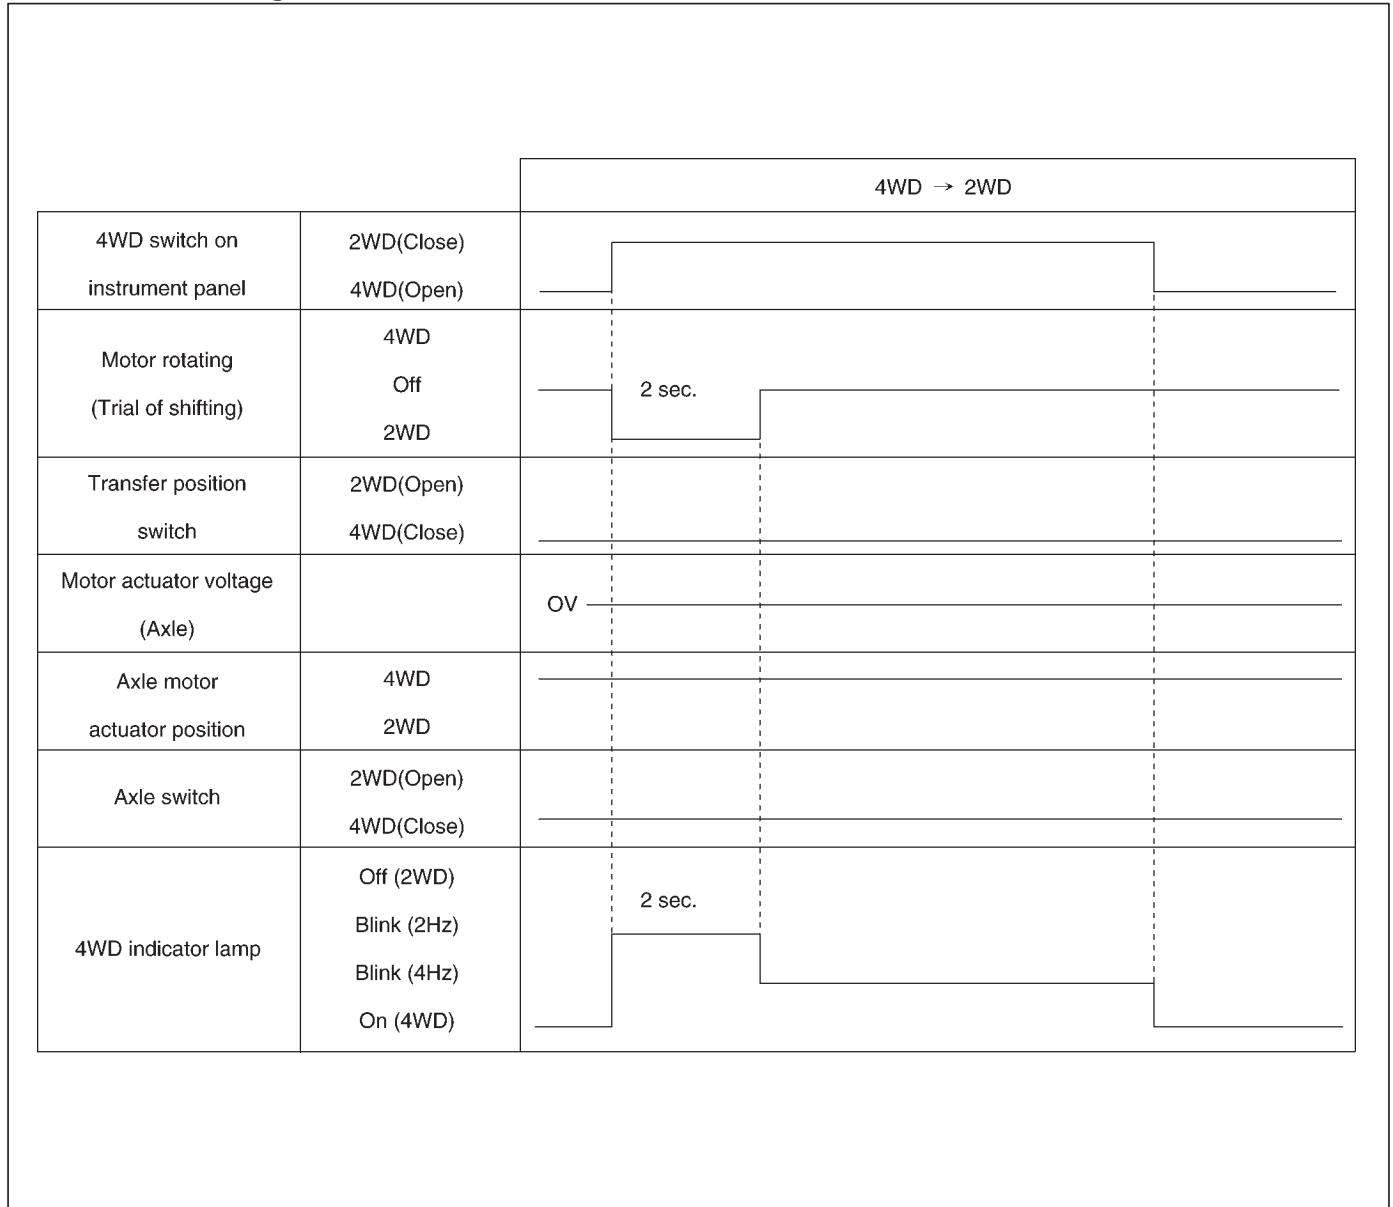 4WD → 2WD
4WD switch on
instrument panel
2WD(Close)
4WD(Open)
Motor rotating
(Trial of shifting)
4WD
Off
2WD
2 sec.
Transfer position
switch
2WD(Open)
4WD(Close)
Motor actuator voltage
(Axle)
OV
Axle motor
actuator position
4WD
2WD
Axle switch
2WD(Open)
4WD(Close)
4WD indicator lamp
Off (2WD)
Blink (2Hz)
Blink (4Hz)
On (4WD)
2 sec.